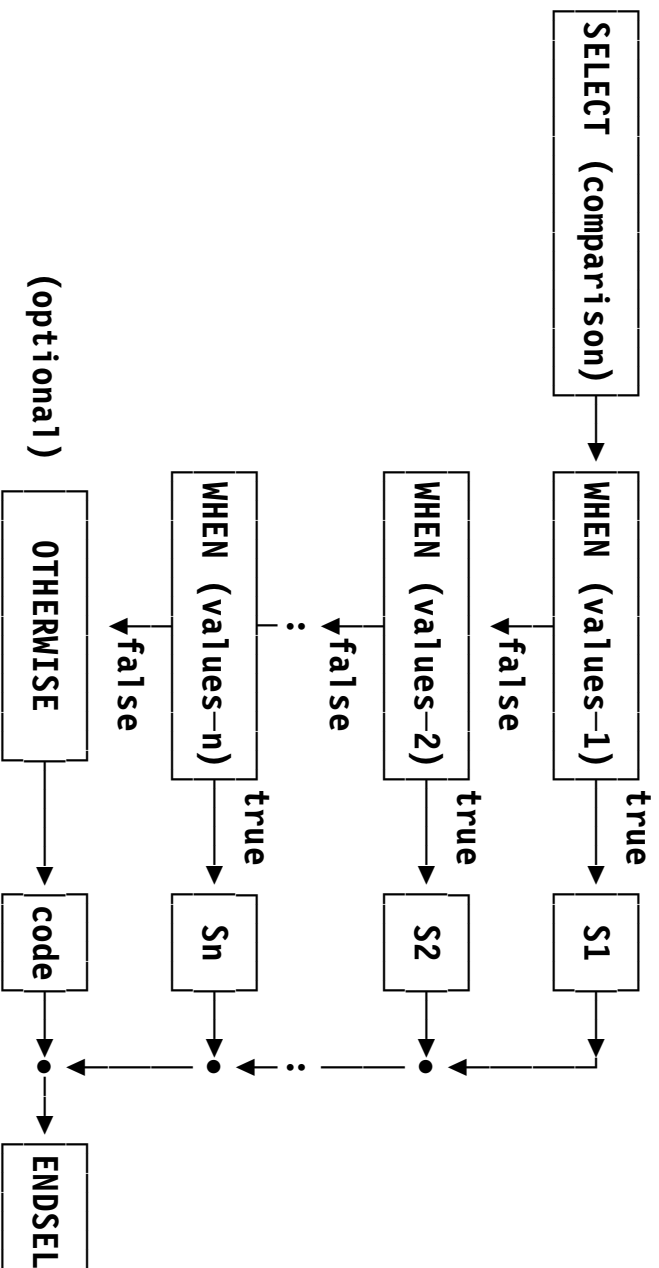 SELECT (comparison)
WHEN (values-1)
true
S1
false
WHEN (values-2)
true
S2
false
..
..
WHEN (values-n)
true
Sn
false
(optional)
OTHERWISE
code
ENDSEL